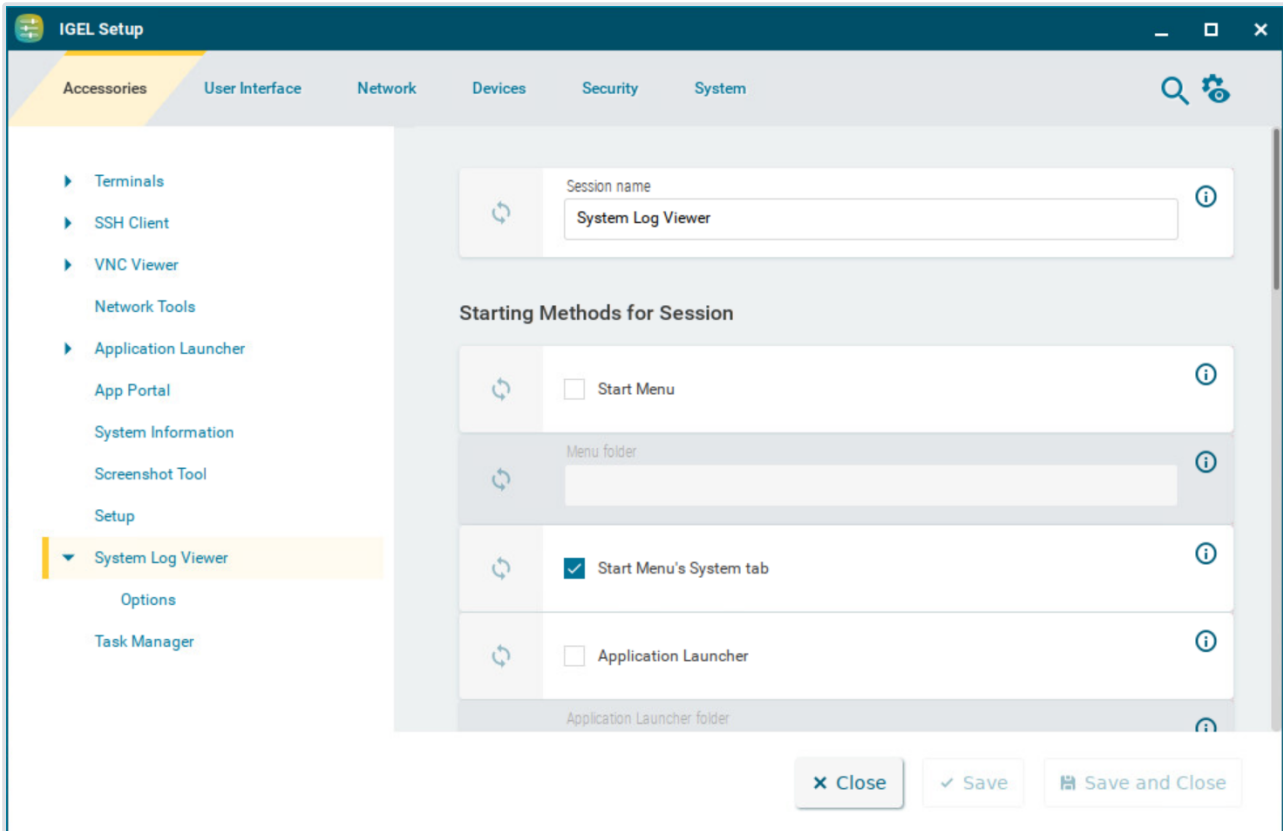 IGEL Setup
Accessories User Interface Network Devices Security System
Terminals
SSH Client
VNC Viewer
Network Tools
Application Launcher
App Portal
System Information
Screenshot Tool
Setup
System Log Viewer
Options
Task Manager
Session name
System Log Viewer
Starting Methods for Session
Start Menu
Menu folder
Start Menu's System tab
Application Launcher
Application Launcher folder
Close Save Save and Close